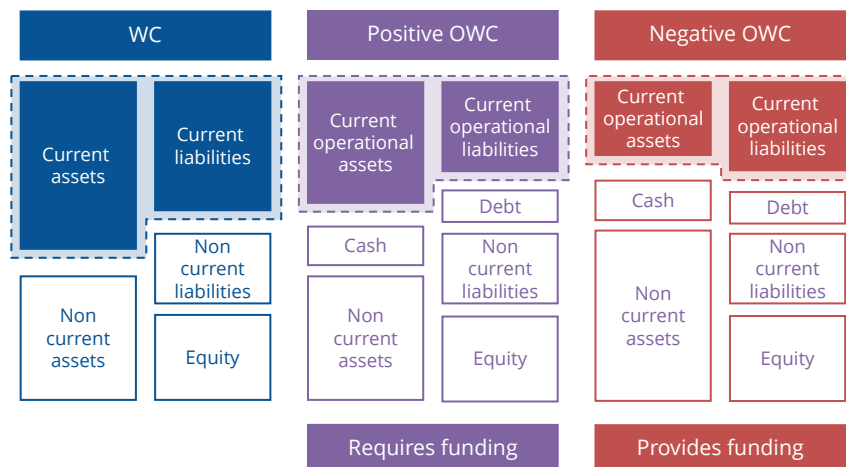 WC
Current
assets
Current
liabilities
Non
current
liabilities
Non
current
assets
Equity
Positive OWC
Current
operational
assets
Current
operational
liabilities
Debt
Cash
Non
current
liabilities
Non
current
assets
Equity
Requires funding
Negative OWC
Current
operational
assets
Current
operational
liabilities
Cash
Debt
Non
current
assets
Non
current
liabilities
Equity
Provides funding